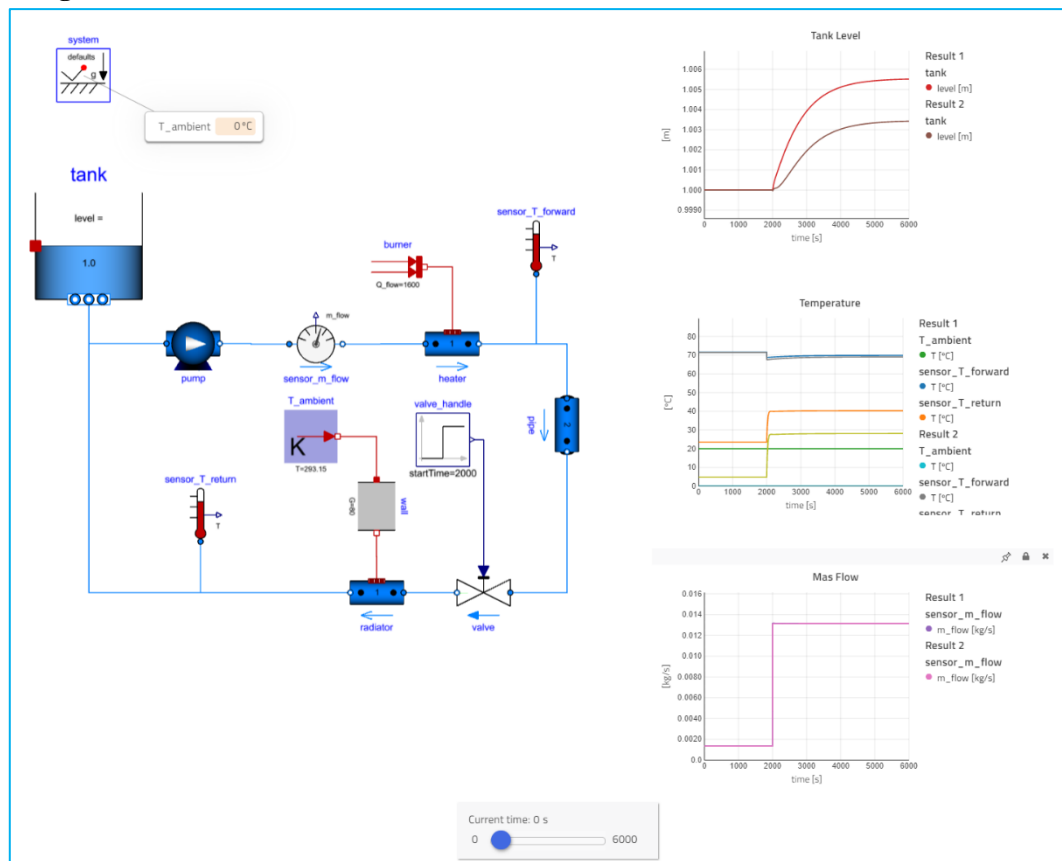 system
defaults
g
T_ambient 0 °C
tank
level =
1.0
burner
Q_flow=1600
sensor_T_forward
T
m_flow
pump
sensor_m_flow
1
heater
pipe
2
T_ambient
K
T=293.15
valve_handle
startTime=2000
sensor_T_return
T
wall
G=80
1
radiator
valve
Tank Level
[m]
1.006
1.005
1.003
1.002
1.000
0.9990
0 1000 2000 3000 4000 5000 6000
time [s]
Result 1
tank
level [m]
Result 2
tank
level [m]
Temperature
[°C]
80
70
60
50
40
30
20
10
0
0 1000 2000 3000 4000 5000 6000
time [s]
Result 1
T_ambient
T [°C]
sensor_T_forward
T [°C]
sensor_T_return
T [°C]
Result 2
T_ambient
T [°C]
sensor_T_forward
T [°C]
sensor_T_return
Mas Flow
[kg/s]
0.016
0.014
0.012
0.010
0.0080
0.0060
0.0040
0.0020
0.0
0 1000 2000 3000 4000 5000 6000
time [s]
Result 1
sensor_m_flow
m_flow [kg/s]
Result 2
sensor_m_flow
m_flow [kg/s]
Current time: 0 s
0 6000